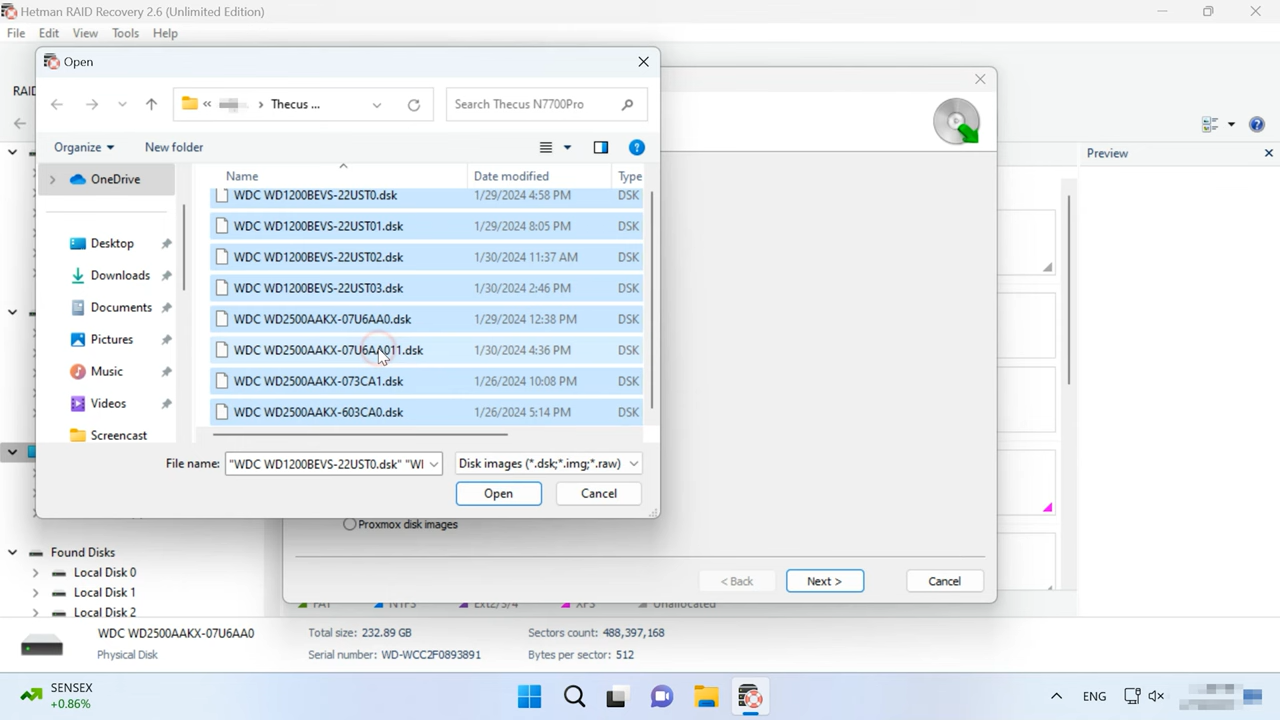 Hetman RAID Recovery 2.6 (Unlimited Edition)
File Edit View Tools Help
Open
RAID
« > Thecus ...
Search Thecus N7700Pro
Organize New folder
Preview
Name Date modified Type
OneDrive
Desktop
Downloads
Documents
Pictures
Music
Videos
Screencast
WDC WD1200BEVS-22UST0.dsk 1/29/2024 4:58 PM DSK
WDC WD1200BEVS-22UST01.dsk 1/29/2024 8:05 PM DSK
WDC WD1200BEVS-22UST02.dsk 1/30/2024 11:37 AM DSK
WDC WD1200BEVS-22UST03.dsk 1/30/2024 2:46 PM DSK
WDC WD2500AAKX-07U6AA0.dsk 1/29/2024 12:38 PM DSK
WDC WD2500AAKX-07U6AA011.dsk 1/30/2024 4:36 PM DSK
WDC WD2500AAKX-073CA1.dsk 1/26/2024 10:08 PM DSK
WDC WD2500AAKX-603CA0.dsk 1/26/2024 5:14 PM DSK
File name: "WDC WD1200BEVS-22UST0.dsk" "WI
Disk images (*.dsk;*.img;*.raw)
Open Cancel
Proxmox disk images
< Back Next > Cancel
Found Disks
Local Disk 0
Local Disk 1
Local Disk 2
FAT NTFS Ext2/3/4 XFS Unallocated
WDC WD2500AAKX-07U6AA0 Total size: 232.89 GB Sectors count: 488,397,168
Physical Disk Serial number: WD-WCC2F0893891 Bytes per sector: 512
SENSEX
+0.86%
ENG